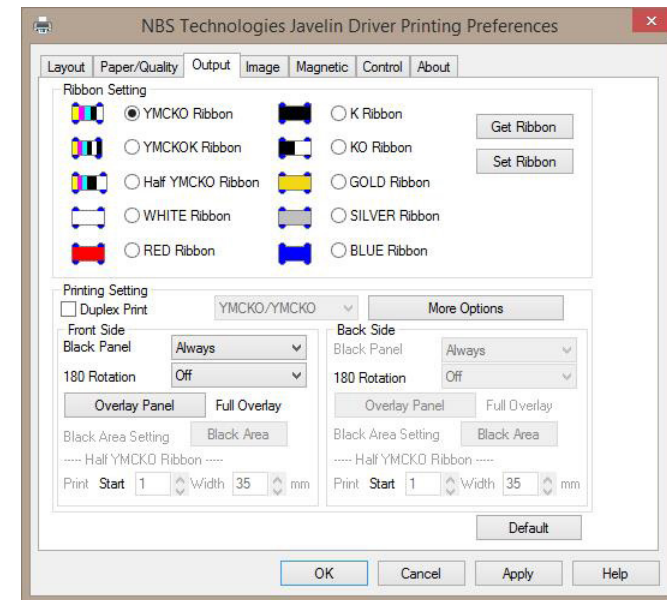 NBS Technologies Javelin Driver Printing Preferences
Layout Paper/Quality Output Image Magnetic Control About
Ribbon Setting
YMCKO Ribbon K Ribbon Get Ribbon
YMCKOK Ribbon KO Ribbon Set Ribbon
Half YMCKO Ribbon GOLD Ribbon
WHITE Ribbon SILVER Ribbon
RED Ribbon BLUE Ribbon
Printing Setting
Duplex Print YMCKO/YMCKO More Options
Front Side Back Side
Black Panel Always Black Panel Always
180 Rotation Off 180 Rotation Off
Overlay Panel Full Overlay Overlay Panel Full Overlay
Black Area Setting Black Area Black Area Setting Black Area
----- Half YMCKO Ribbon ----- ---- Half YMCKO Ribbon -----
Print Start 1 Width 35 mm Print Start 1 Width 35 mm
Default
OK Cancel Apply Help